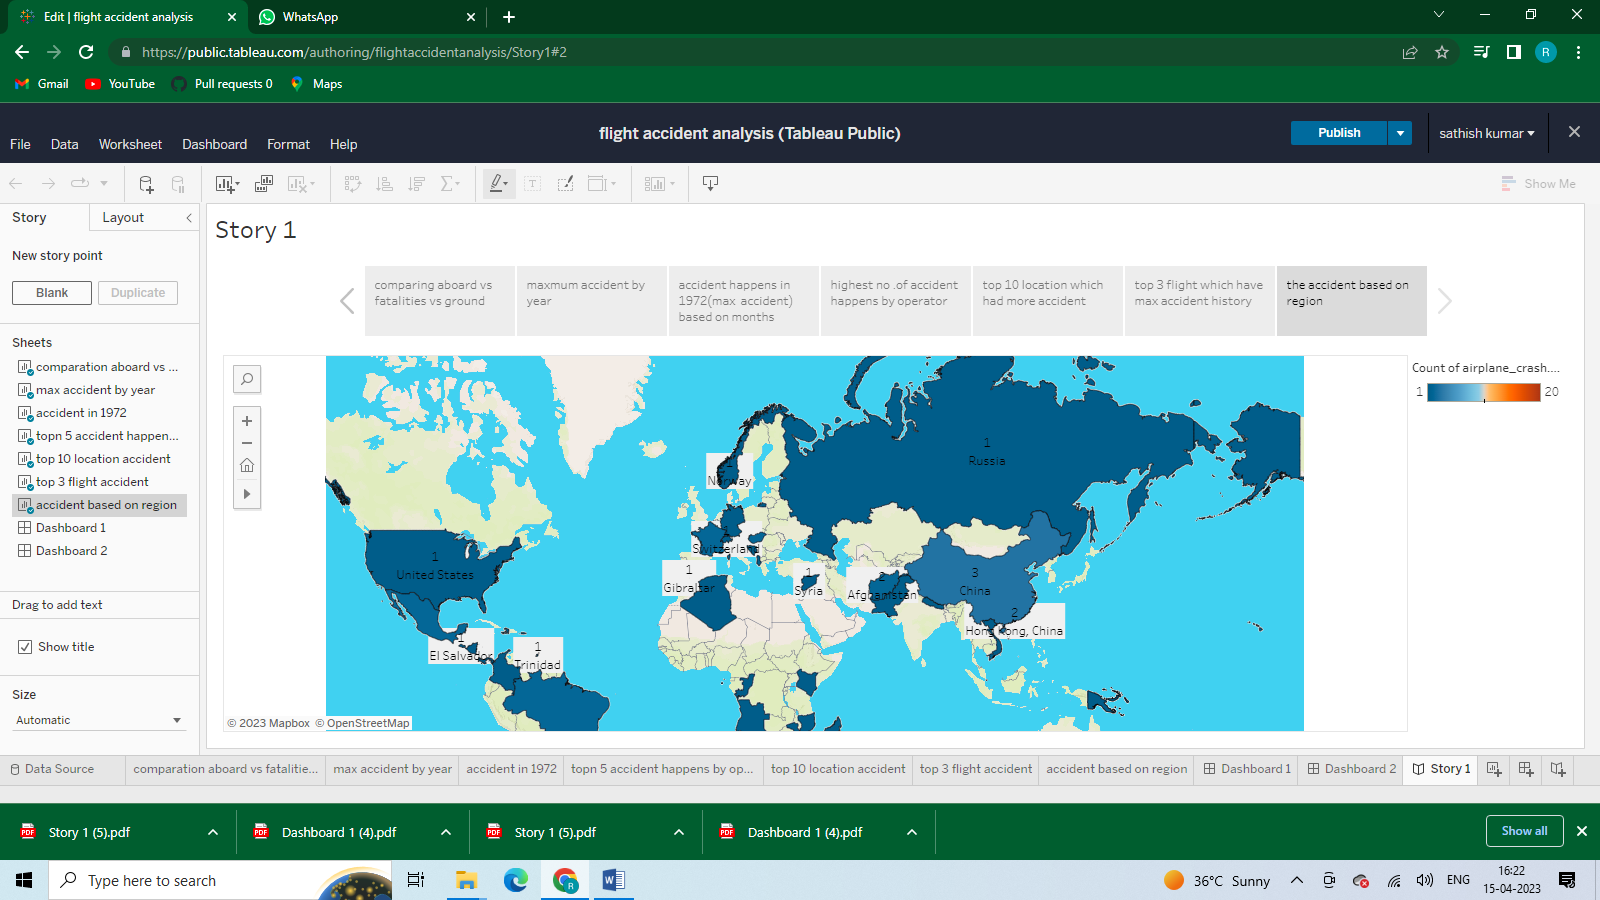 Edit | flight accident analysis
WhatsApp
https://public.tableau.com/authoring/flightaccidentanalysis/Story1#2
R
Gmail
YouTube
Pull requests 0
Maps
File Data Worksheet Dashboard Format Help
flight accident analysis (Tableau Public)
Publish
sathish kumar
Show Me
Story
Layout
Story 1
New story point
Blank
Duplicate
comparing aboard vs
fatalities vs ground
maxmum accident by
year
accident happens in
1972(max accident)
based on months
highest no .of accident
happens by operator
top 10 location which
had more accident
top 3 flight which have
max accident history
the accident based on
region
Sheets
comparation aboard vs ...
max accident by year
accident in 1972
topn 5 accident happen...
top 10 location accident
top 3 flight accident
accident based on region
Dashboard 1
Dashboard 2
Drag to add text
Show title
Size
Automatic
Count of airplane_crash....
1
20
1
Russia
Norway
Switzerland
1
United States
1
Gibraltar
1
Syria
2
Afghanistan
3
China
2
Hong Kong, China
1
El Salvador
1
Trinidad
© 2023 Mapbox © OpenStreetMap
Data Source
comparation aboard vs fatalitie...
max accident by year
accident in 1972
topn 5 accident happens by op...
top 10 location accident
top 3 flight accident
accident based on region
Dashboard 1
Dashboard 2
Story 1
PDF
Story 1 (5).pdf
PDF
Dashboard 1 (4).pdf
PDF
Story 1 (5).pdf
PDF
Dashboard 1 (4).pdf
Show all
Type here to search
R
W
36°C Sunny
ENG
16:22
15-04-2023